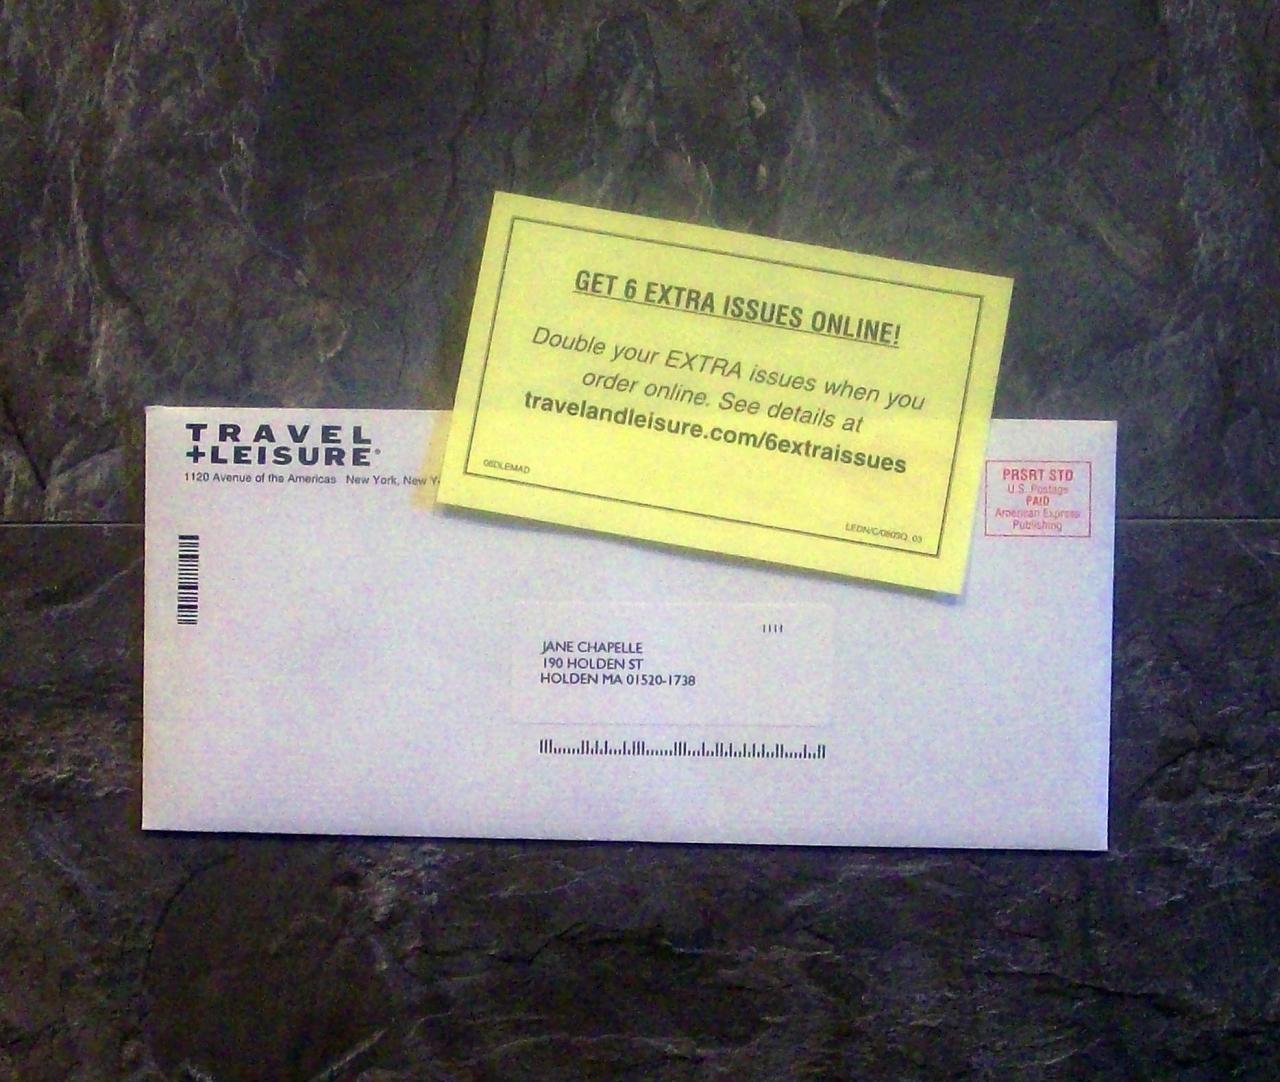 GET 6 EXTRA ISSUES ONLINE!
Double your EXTRA issues when you
order online. See details at
travelandleisure.com/6extraissues
08DLEMAD
TRAVEL
+LEISURE®
1120 Avenue of the Americas New York, New Y
PRSRT STD
U.S. Postage
PAID
American Express
Publishing
JANE CHAPELLE
190 HOLDEN ST
HOLDEN MA 01520-1738